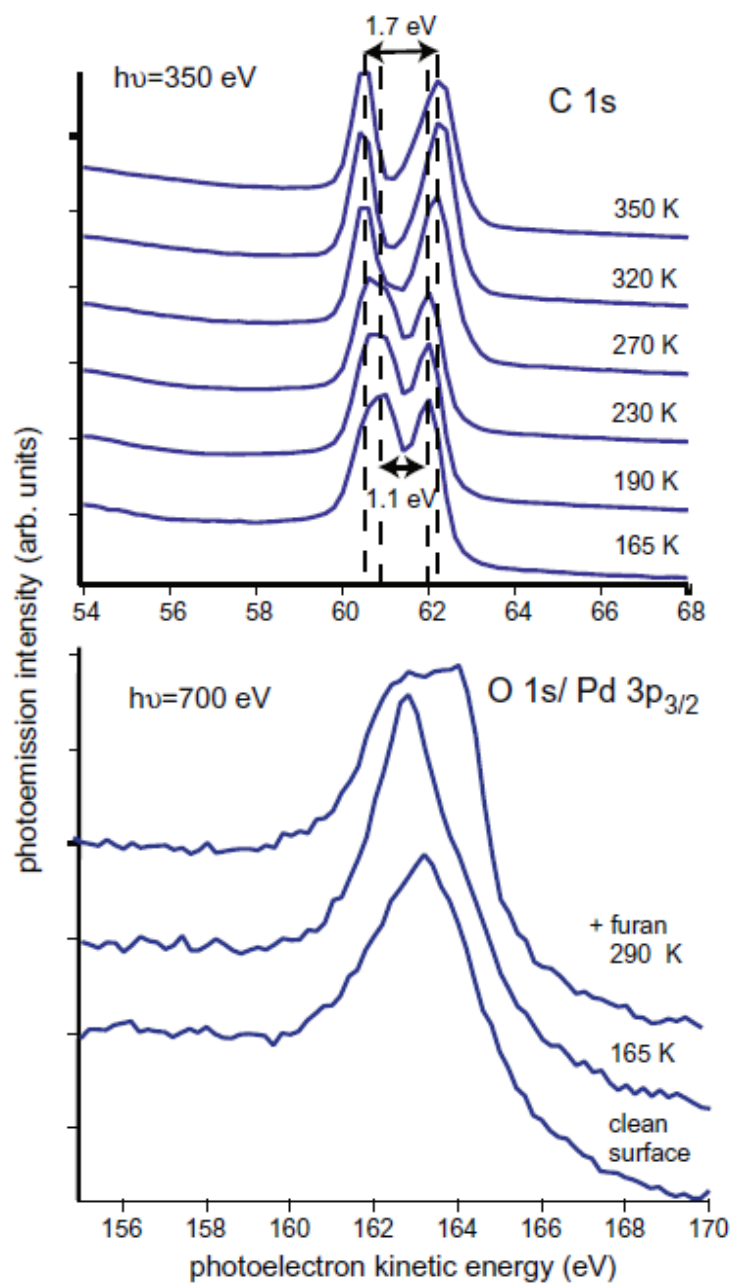 1.7 eV
hυ=350 eV
C 1s
350 K
320 K
270 K
230 K
190 K
165 K
1.1 eV
54 56 58 60 62 64 66 68
photoemission intensity (arb. units)
hυ=700 eV
O 1s/ Pd 3p3/2
+ furan
290 K
165 K
clean
surface
156 158 160 162 164 166 168 170
photoelectron kinetic energy (eV)